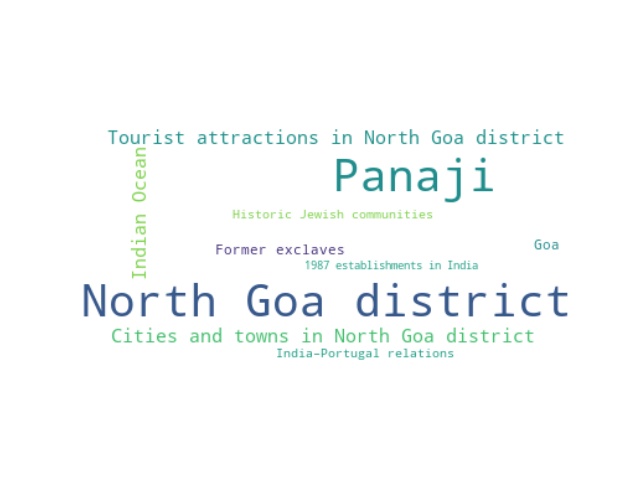 Tourist attractions in North Goa district
Indian Ocean
Panaji
Historic Jewish communities
Former exclaves
Goa
1987 establishments in India
North Goa district
Cities and towns in North Goa district
India–Portugal relations